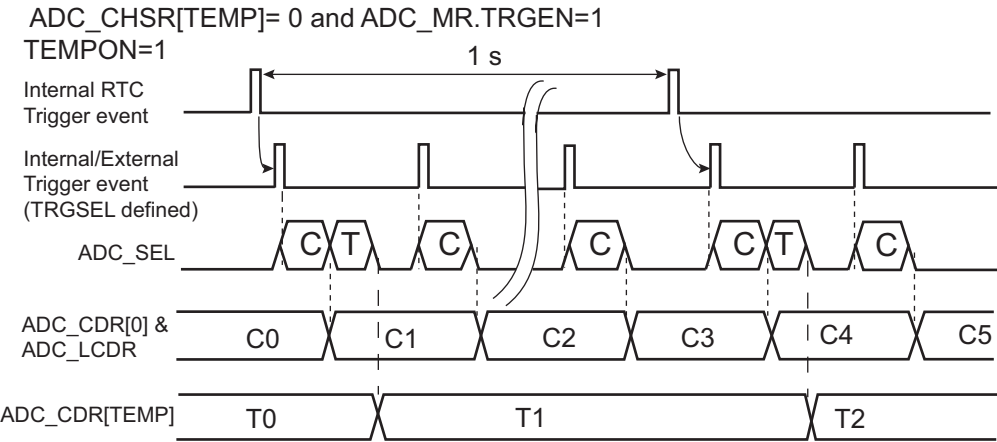 ADC_CHSR[TEMP]= 0 and ADC_MR.TRGEN=1
TEMPON=1
1 s
Internal RTC
Trigger event
Internal/External
Trigger event
(TRGSEL defined)
ADC_SEL
C T C C C T C
ADC_CDR[0] &
ADC_LCDR
C0 C1 C2 C3 C4 C5
ADC_CDR[TEMP]
T0 T1 T2